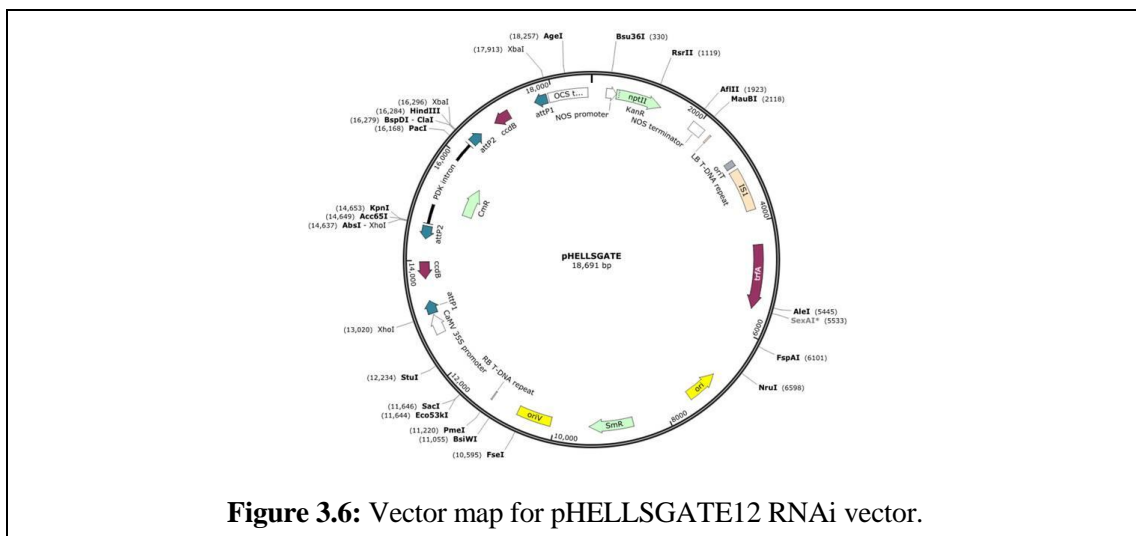 (18,257) AgeI
Bsu36I (330)
(17,913) XbaI
RsrII (1119)
18,000
OCS t...
nptII
AflII (1923)
MauBI (2118)
attP1
NOS promoter
KanR
2000
(16,296) XbaI
(16,284) HindIII
(16,279) BspDI - ClaI
(16,168) PacI
ccdB
NOS terminator
attP2
LB T-DNA repeat
oriT
IS1
16,000
PDK intron
CmR
4000
(14,653) KpnI
(14,649) Acc65I
(14,637) AbsI - XhoI
attP2
pHELLSGATE
18,691 bp
14,000
ccdB
trfA
attP1
AleI (5445)
SexAI* (5533)
(13,020) XhoI
CaMV 35S promoter
6000
FspAI (6101)
RB T-DNA repeat
(12,234) StuI
12,000
NruI (6598)
ori
(11,646) SacI
(11,644) Eco53kI
(11,220) PmeI
(11,055) BsiWI
(10,595) FseI
oriV
10,000
SmR
8000
Figure 3.6: Vector map for pHELLSGATE12 RNAi vector.